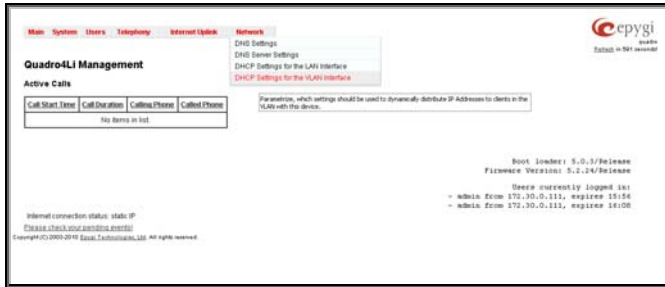 Main System Users Telephony Internet Uplink Network
epygi
quadro
Refresh in 591 seconds
DNS Settings
DNS Server Settings
DHCP Settings for the LAN Interface
DHCP Settings for the VLAN Interface
Quadro4Li Management
Active Calls
Call Start Time Call Duration Calling Phone Called Phone
No items in list.
Parametrize, which settings should be used to dynamically distribute IP Addresses to clients in the
VLAN with this device.
Boot loader: 5.0.3/Release
Firmware Version: 5.2.24/Release
Users currently logged in:
- admin from 172.30.0.111, expires 15:56
- admin from 172.30.0.111, expires 16:08
Internet connection status: static IP
Please check your pending events!
Copyright (C) 2003-2010 Epygi Technologies, Ltd. All rights reserved.